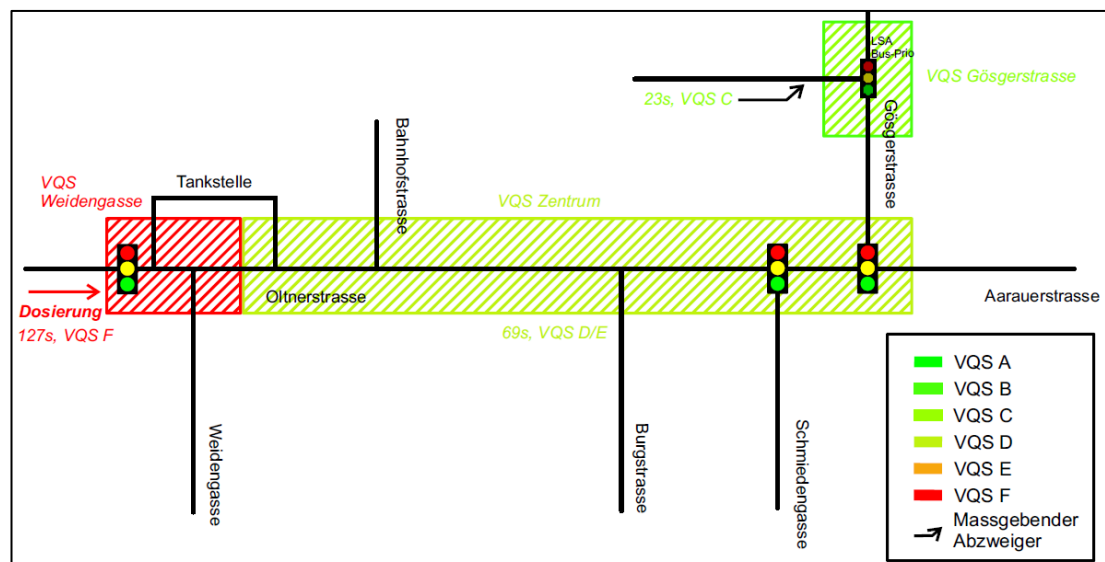 LSA
Bus-Prio
VQS Gösgerstrasse
23s, VQS C
Gösgerstrasse
Bahnhofstrasse
VQS
Weidengasse
Tankstelle
VQS Zentrum
Oltnerstrasse
Aarauerstrasse
Dosierung
127s, VQS F
69s, VQS D/E
Weidengasse
Burgstrasse
Schmiedengasse
VQS A
VQS B
VQS C
VQS D
VQS E
VQS F
Massgebender
Abzweiger